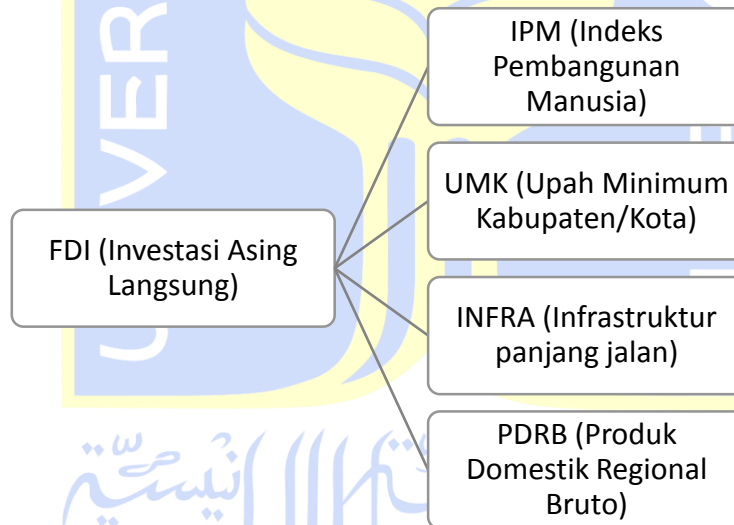 FDI (Investasi Asing
Langsung)
IPM (Indeks
Pembangunan
Manusia)
UMK (Upah Minimum
Kabupaten/Kota)
INFRA (Infrastruktur
panjang jalan)
PDRB (Produk
Domestik Regional
Bruto)